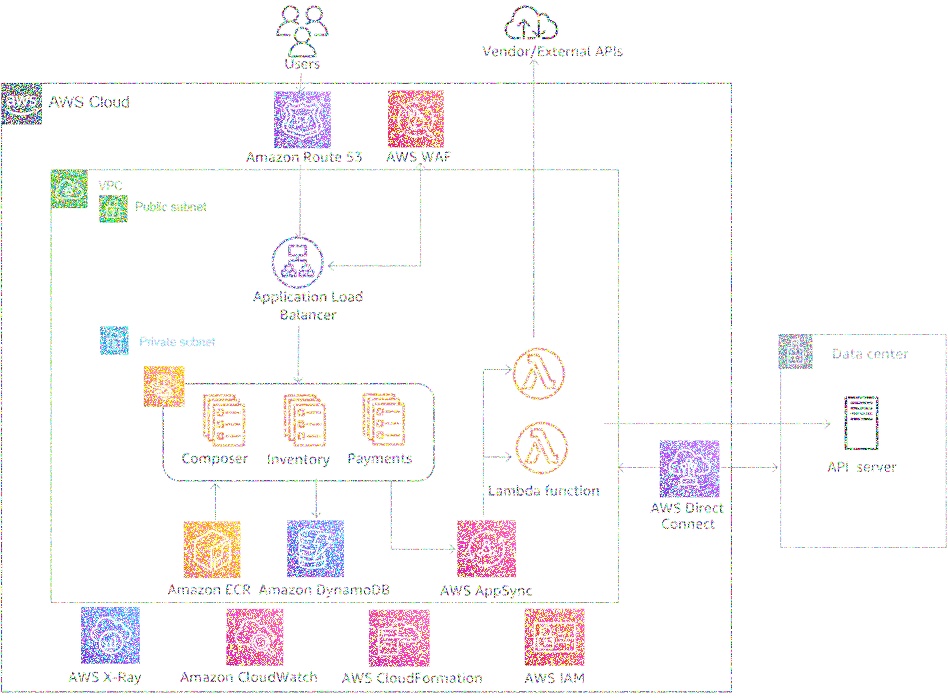 Users
Vendor/External APIs
aws
AWS Cloud
Amazon Route 53
AWS WAF
VPC
Public subnet
Application Load
Balancer
Private subnet
Data center
Composer
Inventory
Payments
API server
Lambda function
AWS Direct
Connect
Amazon ECR
Amazon DynamoDB
AWS AppSync
AWS X-Ray
Amazon CloudWatch
AWS CloudFormation
AWS IAM